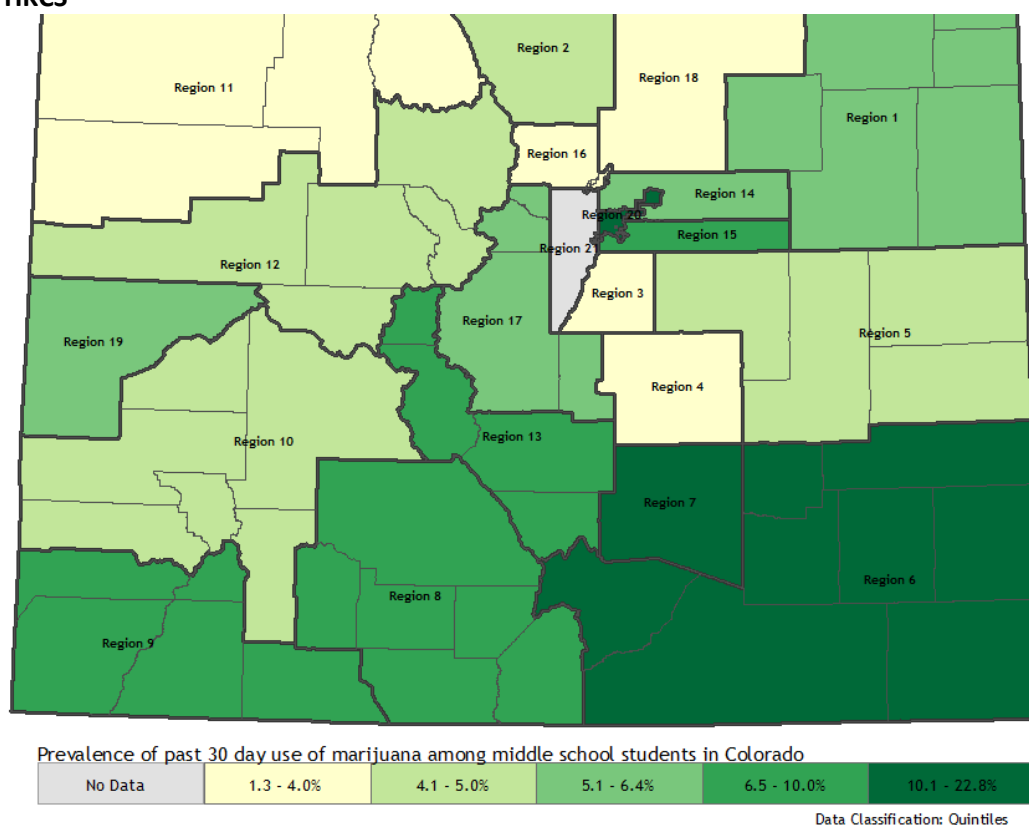 Region 2
Region 18
Region 11
Region 1
Region 16
Region 14
Region 20
Region 15
Region 21
Region 12
Region 3
Region 17
Region 5
Region 19
Region 4
Region 13
Region 10
Region 7
Region 6
Region 8
Region 9
Prevalence of past 30 day use of marijuana among middle school students in Colorado
No Data 1.3 - 4.0% 4.1 - 5.0% 5.1 - 6.4% 6.5 - 10.0% 10.1 - 22.8%
Data Classification: Quintiles